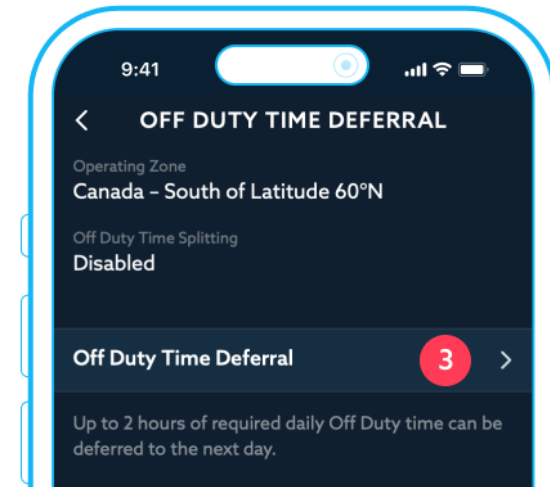 9:41
OFF DUTY TIME DEFERRAL
Operating Zone
Canada – South of Latitude 60°N
Off Duty Time Splitting
Disabled
Off Duty Time Deferral 3
Up to 2 hours of required daily Off Duty time can be
deferred to the next day.